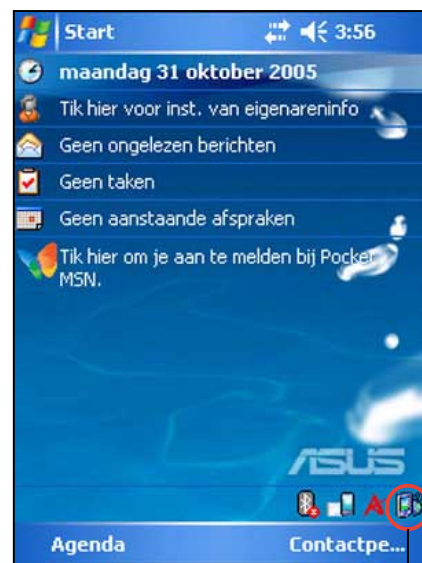 Start 3:56
maandag 31 oktober 2005
Tik hier voor inst. van eigenareninfo
Geen ongelezen berichten
Geen taken
Geen aanstaande afspraken
Tik hier om je aan te melden bij Pocket
MSN.
ASUS
Agenda Contactpe...